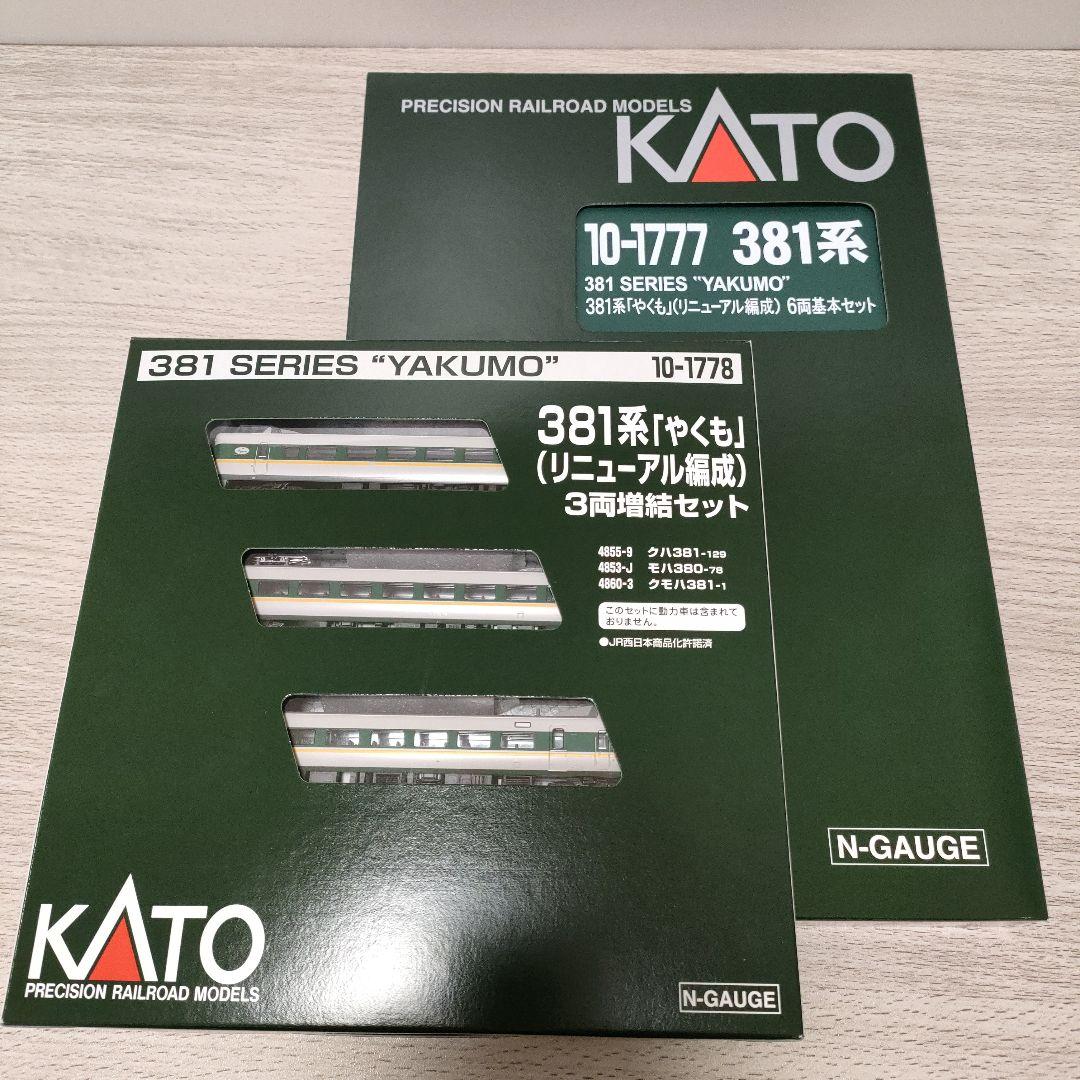 PRECISION RAILROAD MODELS
KATO
10-1777 381系
381 SERIES "YAKUMO"
381系「やくも」(リニューアル編成) 6両基本セット
N-GAUGE
381 SERIES "YAKUMO" 10-1778
381系「やくも」
(リニューアル編成)
3両増結セット
4855-9 クハ381-129
4853-J モハ380-76
4860-3 クモハ381-1
このセットに動力車は含まれて
おりません。
●JR西日本商品化許諾済
KATO
PRECISION RAILROAD MODELS
N-GAUGE